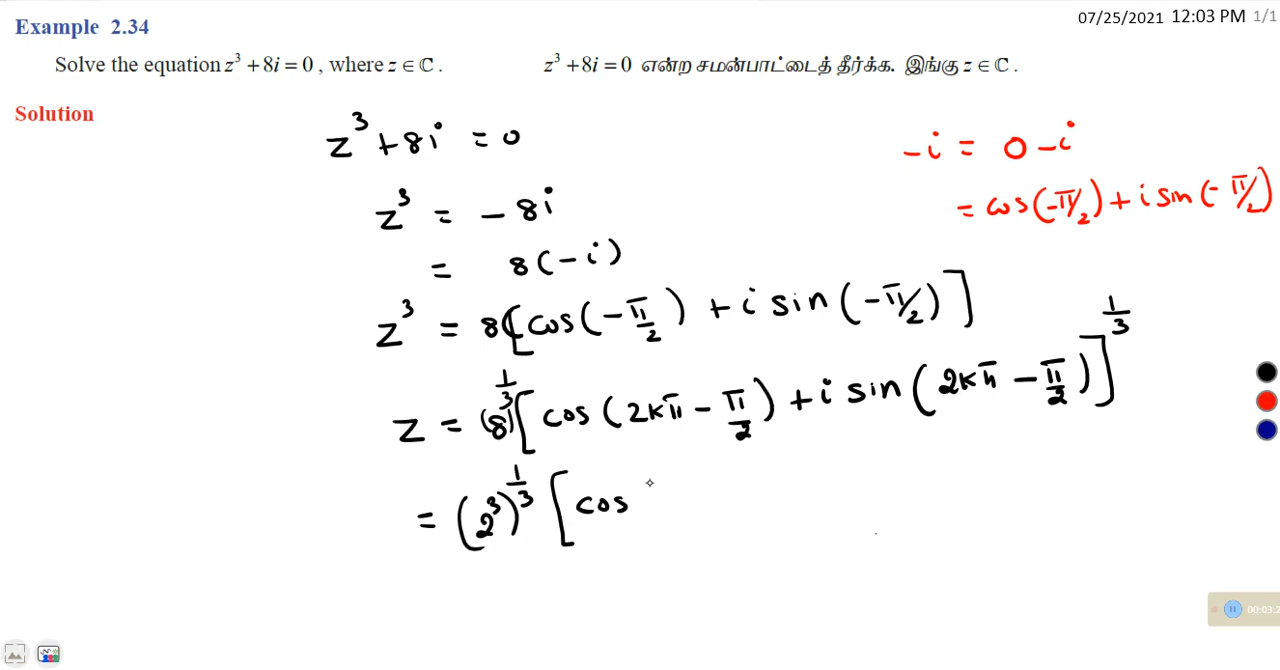 07/25/2021 12:03 PM 1/1
Example 2.34
Solve the equation z³ + 8i = 0, where z ∈ ℂ. z³ + 8i = 0 என்ற சமன்பாட்டைத் தீர்க்க. இங்கு z ∈ ℂ.
Solution
z³ + 8i = 0
-i = 0 - i
= cos(-π/2) + i sin(-π/2)
z³ = - 8i
= 8(-i)
z³ = 8[cos(-π/2) + i sin(-π/2)]
z = (8)^1/3 [cos(2kπ - π/2) + i sin(2kπ - π/2)]^1/3
= (2³)^1/3 [cos